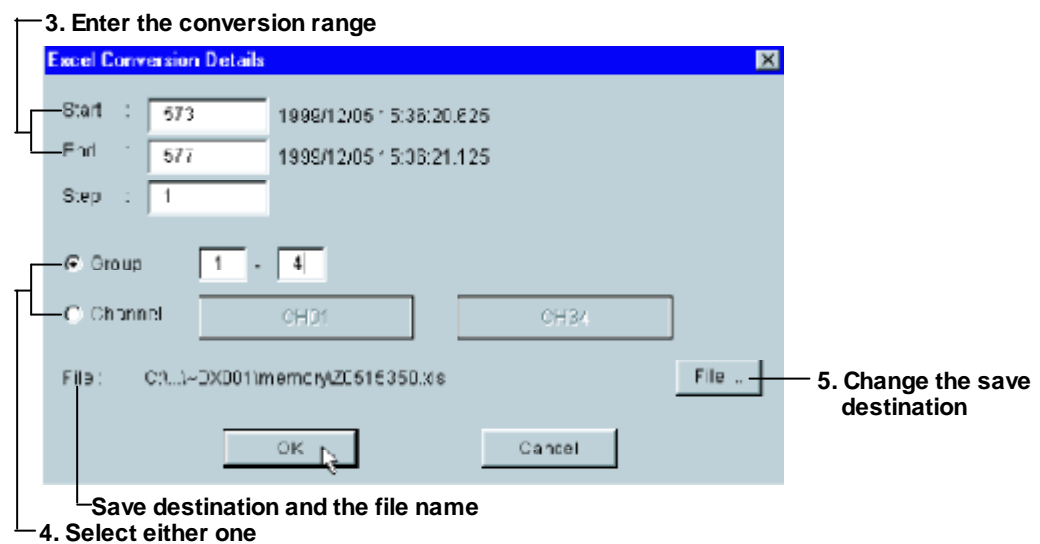 3. Enter the conversion range
Excel Conversion Details
Start : 573 1999/12/05 15:36:20.625
End : 577 1999/12/05 15:36:21.125
Step : 1
Group 1 - 4
Channel CH01 CH34
File : C:\...\~DX001\memory\ .xls File ..
5. Change the save
destination
OK Cancel
Save destination and the file name
4. Select either one